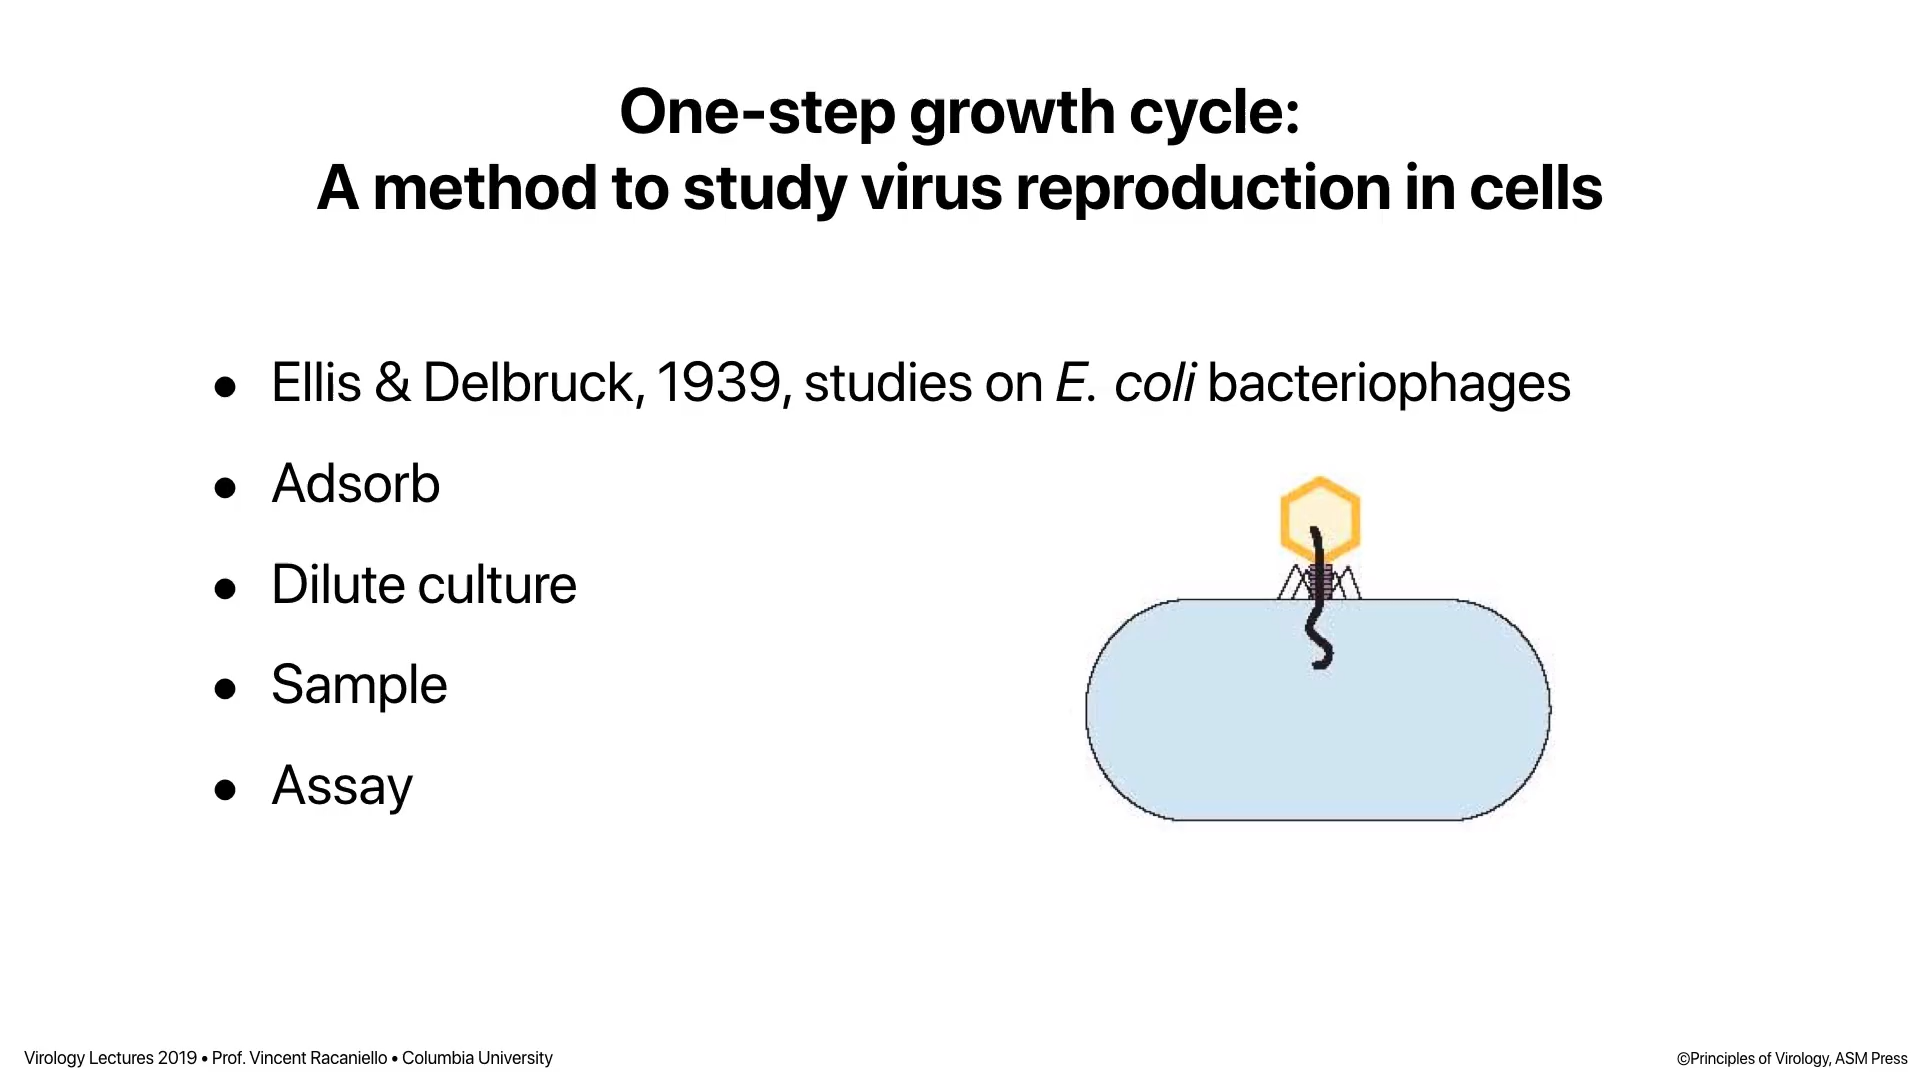 One-step growth cycle:
A method to study virus reproduction in cells
• Ellis & Delbruck, 1939, studies on E. coli bacteriophages
• Adsorb
• Dilute culture
• Sample
• Assay
Virology Lectures 2019 • Prof. Vincent Racaniello • Columbia University
©Principles of Virology, ASM Press